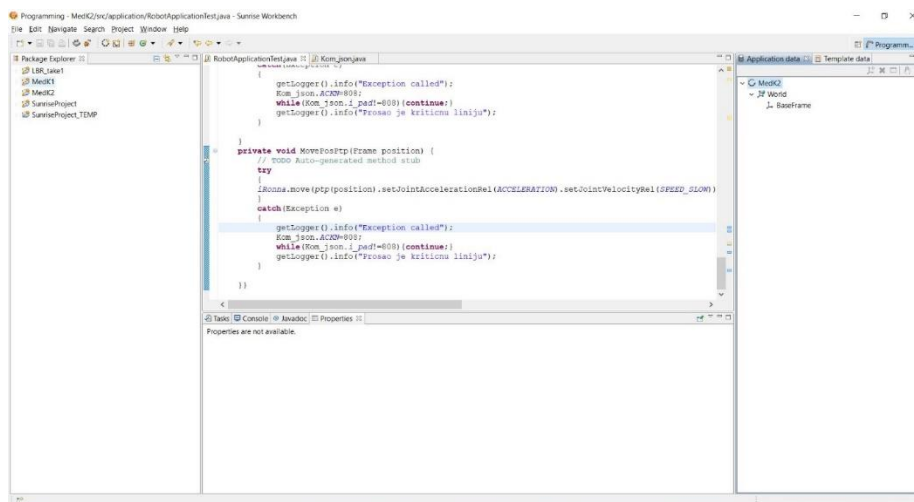 Programming - MedK2/src/application/RobotApplicationTest.java - Sunrise Workbench
File Edit Navigate Search Project Window Help
Programm...
Package Explorer
LBR_take1
MedK1
MedK2
SunriseProject
SunriseProject_TEMP
RobotApplicationTest.java Kom_json.java
{
getLogger().info("Exception called");
Kom_json.ACKN=808;
while(Kom_json.i_pad!=808){continue;}
getLogger().info("Prosao je kriticnu liniju");
}
}
private void MovePosPtp(Frame position) {
// TODO Auto-generated method stub
try
{
iRonna.move(ptp(position).setJointAccelerationRel(ACCELERATION).setJointVelocityRel(SPEED_SLOW))
}
catch(Exception e)
{
getLogger().info("Exception called");
Kom_json.ACKN=808;
while(Kom_json.i_pad!=808){continue;}
getLogger().info("Prosao je kriticnu liniju");
}
}}
Tasks Console Javadoc Properties
Properties are not available.
Application data Template data
MedK2
World
BaseFrame